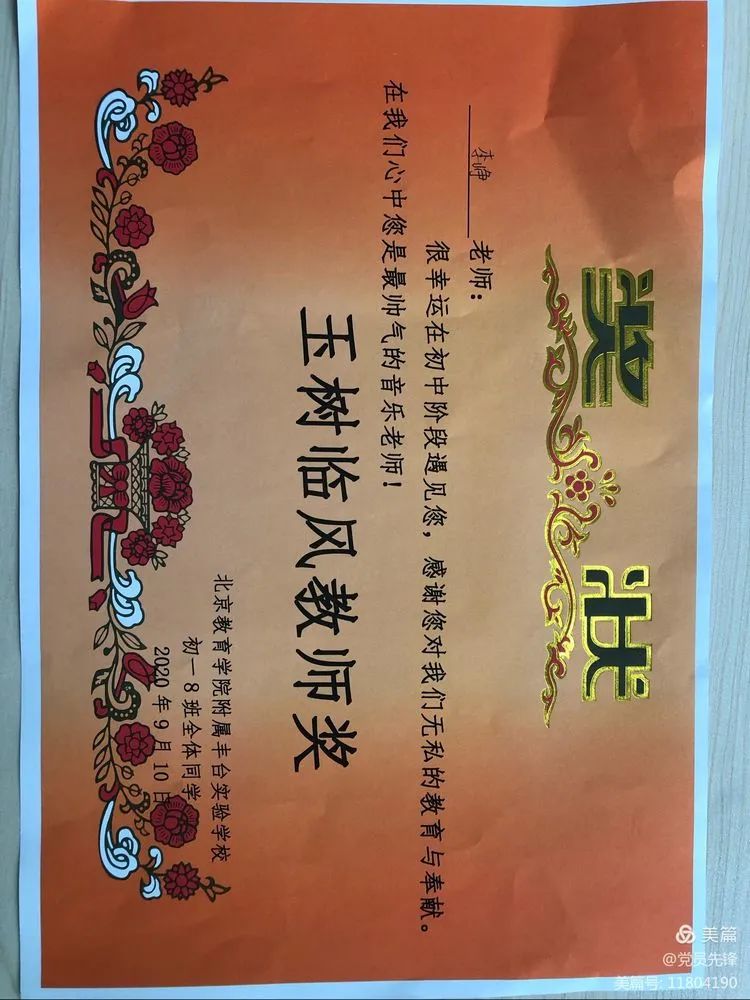 奖 状
李峥 老师：
很幸运在初中阶段遇见您，感谢您对我们无私的教育与奉献。
在我们心中您是最帅气的音乐老师！
玉树临风教师奖
北京教育学院附属丰台实验学校
初一8班全体同学
2020年9月10日
美篇
@党员先锋
美篇号: 11804190